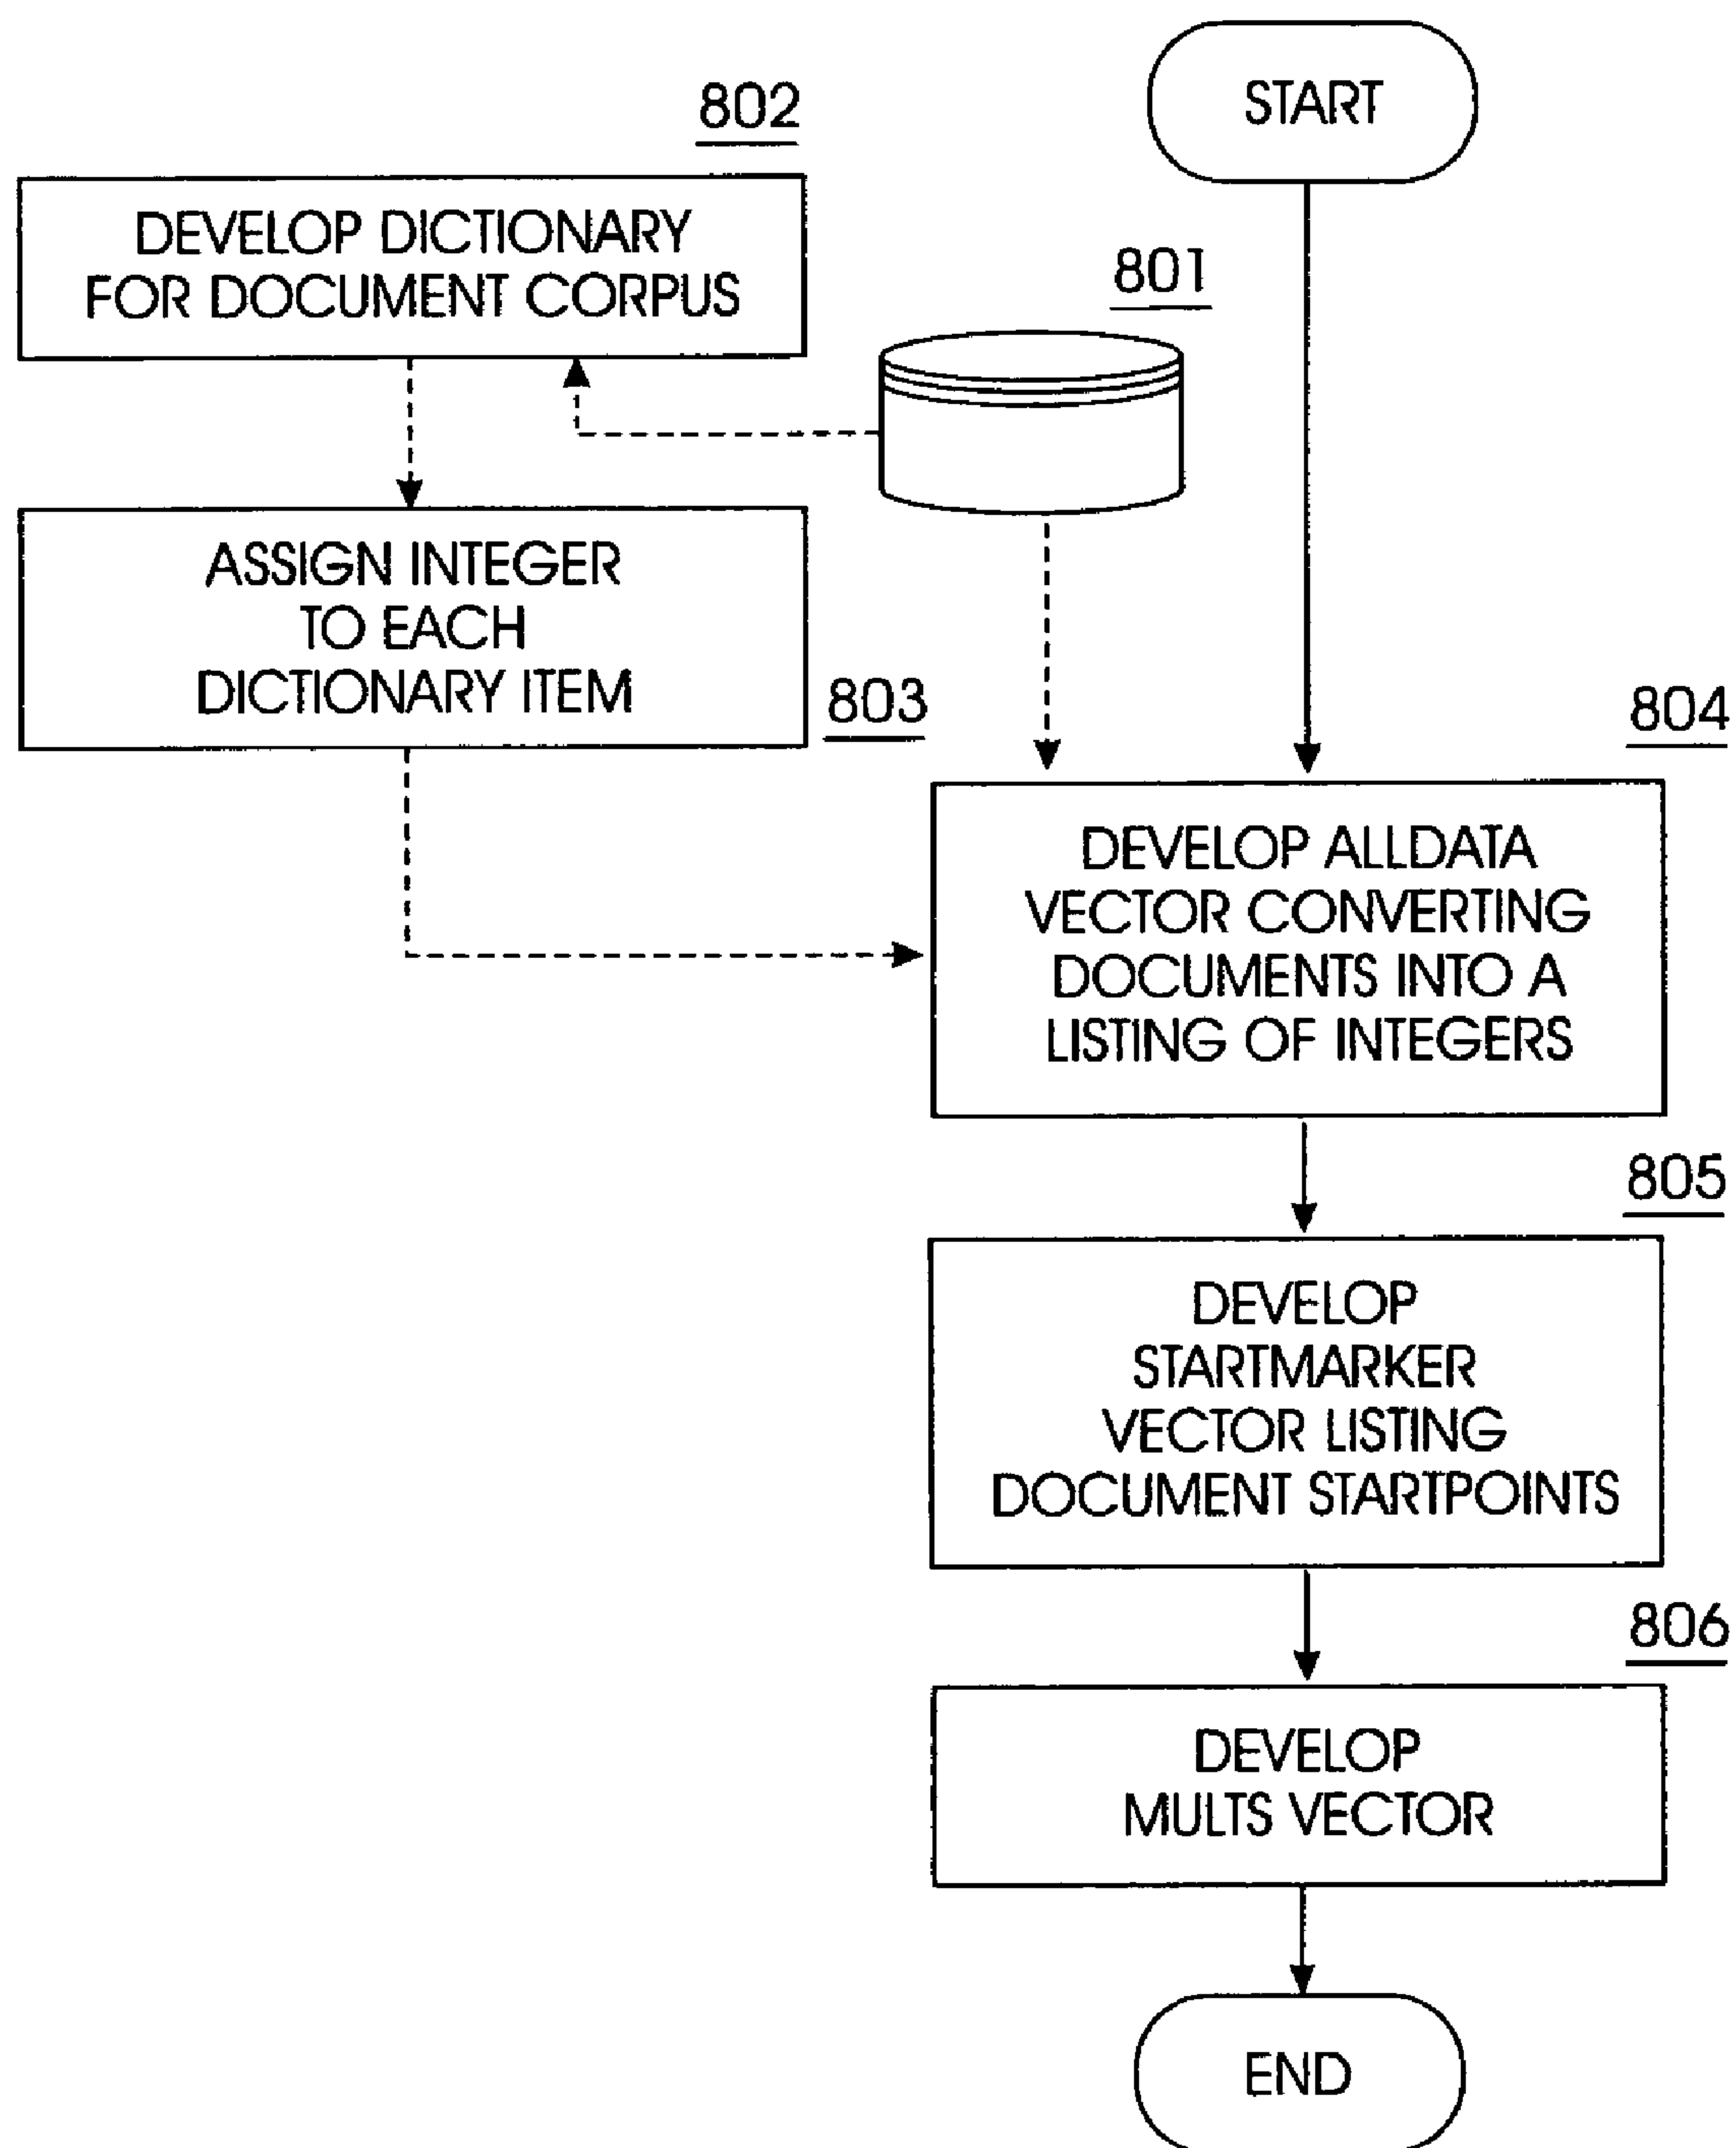 START
802
DEVELOP DICTIONARY
FOR DOCUMENT CORPUS
801
ASSIGN INTEGER
TO EACH
DICTIONARY ITEM
803
804
DEVELOP ALLDATA
VECTOR CONVERTING
DOCUMENTS INTO A
LISTING OF INTEGERS
805
DEVELOP
STARTMARKER
VECTOR LISTING
DOCUMENT STARTPOINTS
806
DEVELOP
MULTS VECTOR
END